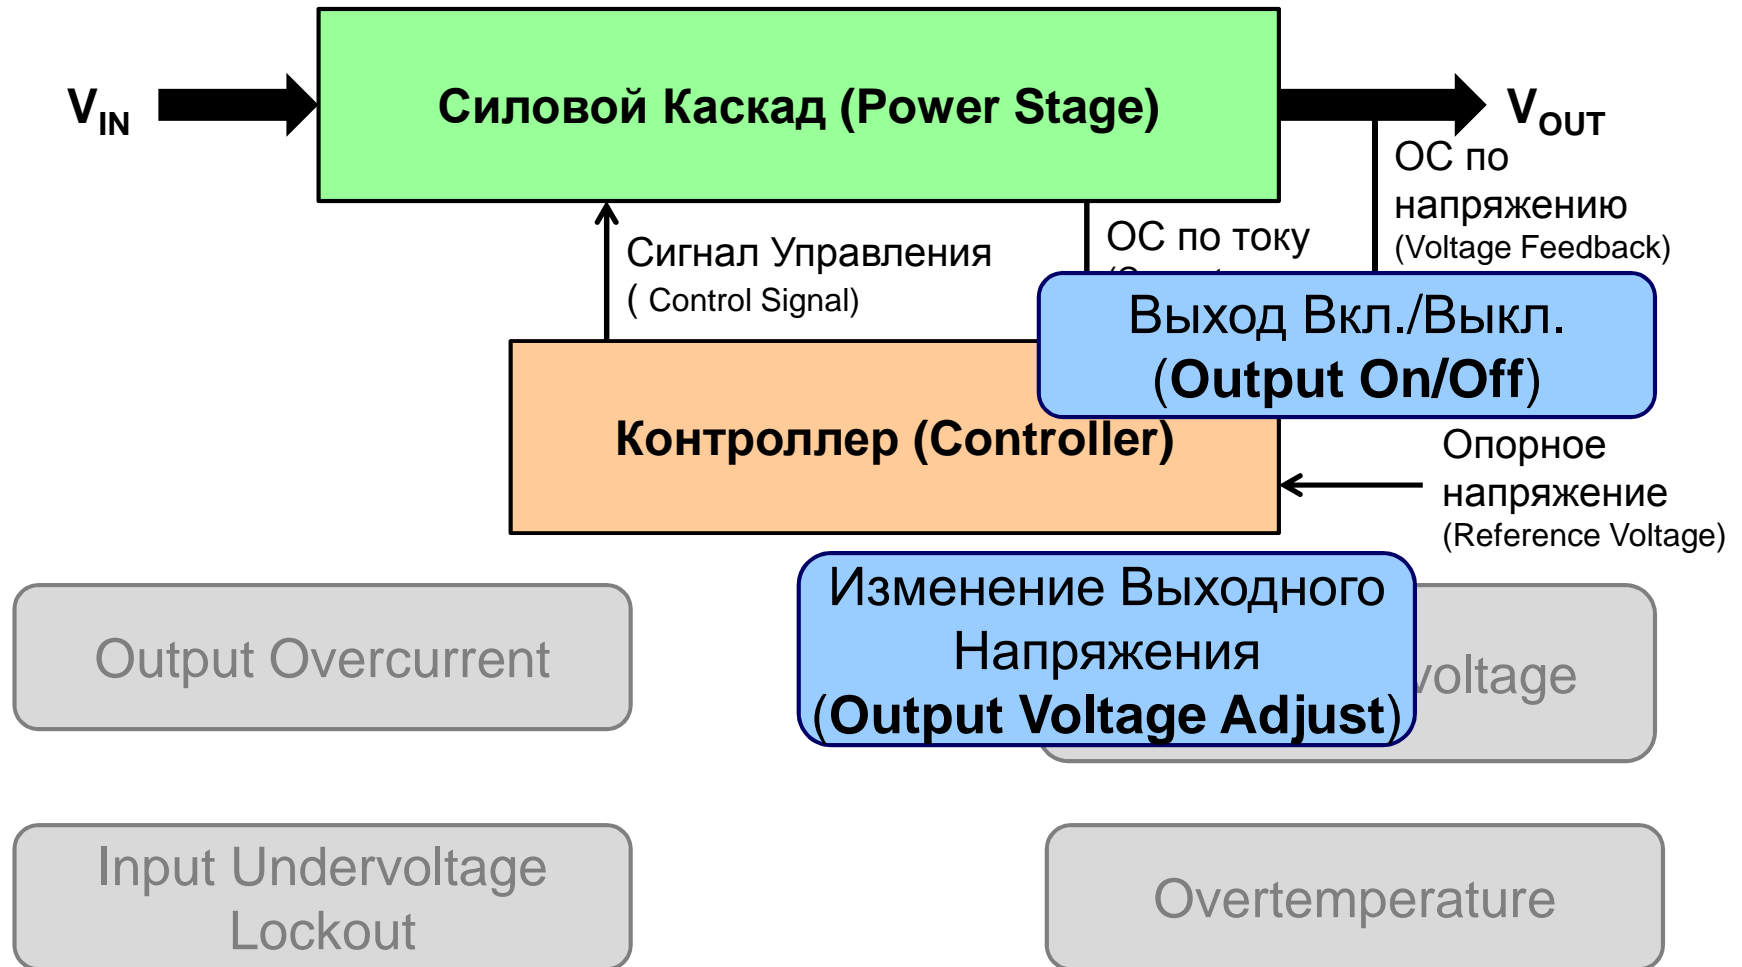 Силовой Каскад (Power Stage)
V_IN
V_OUT
ОС по
напряжению
(Voltage Feedback)
Сигнал Управления
( Control Signal)
ОС по току
Выход Вкл./Выкл.
(Output On/Off)
Контроллер (Controller)
Опорное
напряжение
(Reference Voltage)
Изменение Выходного
Напряжения
(Output Voltage Adjust)
Output Overcurrent
voltage
Input Undervoltage
Lockout
Overtemperature